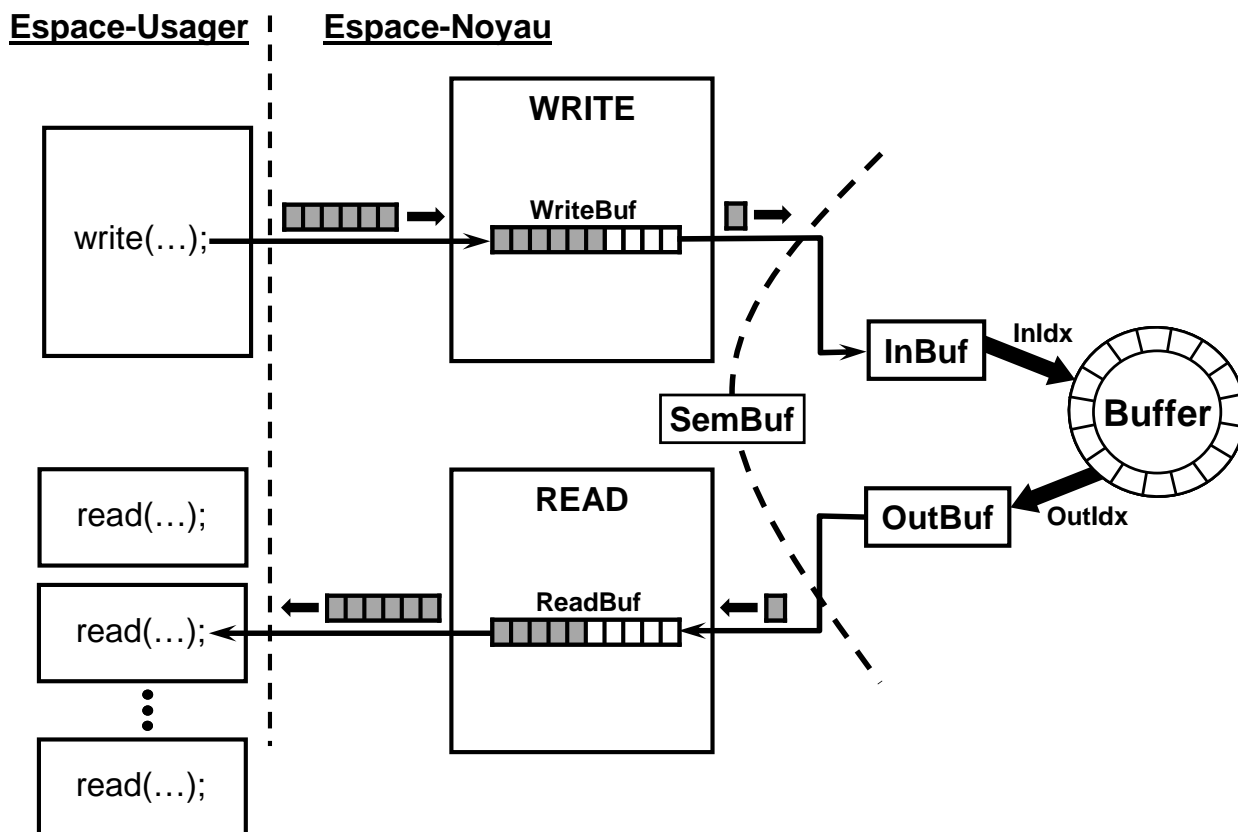 Espace-Usager
Espace-Noyau
WRITE
write(…);
WriteBuf
InBuf
InIdx
Buffer
SemBuf
READ
OutBuf
OutIdx
read(…);
ReadBuf
read(…);
read(…);